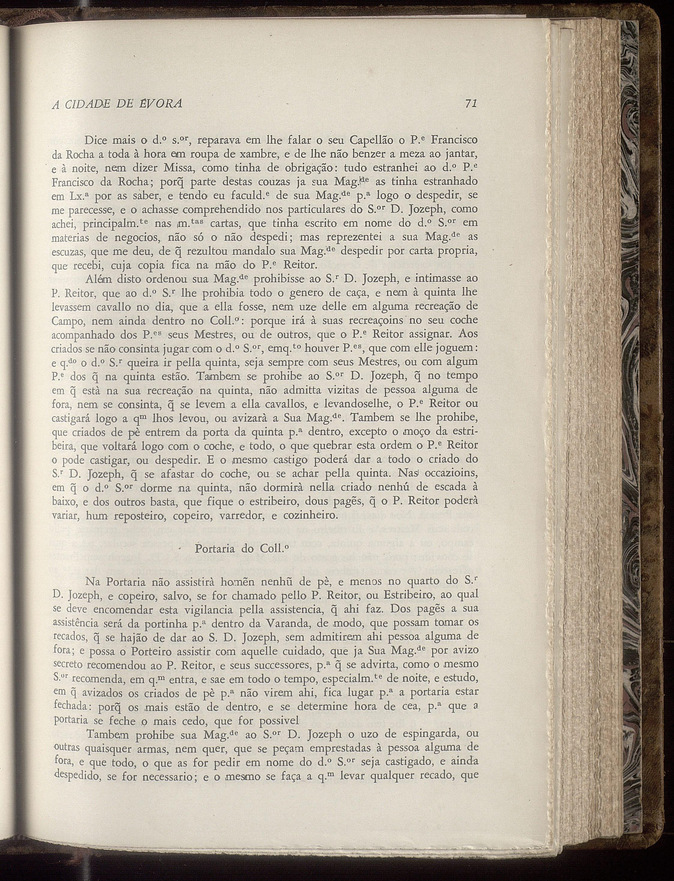 A CIDADE DE ÉVORA 71
Dice mais o d.º s.ºʳ, reparava em lhe falar o seu Capellão o P.ᵉ Francisco
da Rocha a toda à hora em roupa de xambre, e de lhe não benzer a meza ao jantar,
e à noite, nem dizer Missa, como tinha de obrigação: tudo estranhei ao d.º P.ᵉ
Francisco da Rocha; porq̃ parte destas couzas ja sua Mag.ᵈᵉ as tinha estranhado
em Lx.ª por as saber, e tendo eu faculd.ᵉ de sua Mag.ᵈᵉ p.ª logo o despedir, se
me parecesse, e o achasse comprehendido nos particulares do S.ºʳ D. Jozeph, como
achei, principalm.ᵗᵉ nas m.ᵗᵃˢ cartas, que tinha escrito em nome do d.º S.ºʳ em
materias de negocios, não só o não despedi; mas reprezentei a sua Mag.ᵈᵉ as
escuzas, que me deu, de q̃ rezultou mandalo sua Mag.ᵈᵉ despedir por carta propria,
que recebi, cuja copia fica na mão do P.ᵉ Reitor.
Além disto ordenou sua Mag.ᵈᵉ prohibisse ao S.ʳ D. Jozeph, e intimasse ao
P. Reitor, que ao d.º S.ʳ lhe prohibia todo o genero de caça, e nem à quinta lhe
levassem cavallo no dia, que a ella fosse, nem uze delle em alguma recreação de
Campo, nem ainda dentro no Coll.º: porque irá à suas recreaçoins no seu coche
acompanhado dos P.ᵉˢ seus Mestres, ou de outros, que o P.ᵉ Reitor assignar. Aos
criados se não consinta jugar com o d.º S.ºʳ, emq.ᵗᵒ houver P.ᵉˢ, que com elle joguem:
e q.ᵈᵒ o d.º S.ʳ queira ir pella quinta, seja sempre com seus Mestres, ou com algum
P.ᵉ dos q̃ na quinta estão. Tambem se prohibe ao S.ºʳ D. Jozeph, q̃ no tempo
em q̃ està na sua recreação na quinta, não admitta vizitas de pessoa alguma de
fora, nem se consinta, q̃ se levem a ella cavallos, e levandoselhe, o P.ᵉ Reitor ou
castigará logo a qᵐ lhos levou, ou avizarà a Sua Mag.ᵈᵉ. Tambem se lhe prohibe,
que criados de pè entrem da porta da quinta p.ª dentro, excepto o moço da estri-
beira, que voltará logo com o coche, e todo, o que quebrar esta ordem o P.ᵉ Reitor
o pode castigar, ou despedir. E o mesmo castigo poderá dar a todo o criado do
S.ʳ D. Jozeph, q̃ se afastar do coche, ou se achar pella quinta. Nas occazioins,
em q̃ o d.º S.ºʳ dorme na quinta, não dormirà nella criado nenhũ de escada à
baixo, e dos outros basta, que fique o estribeiro, dous pagẽs, q̃ o P. Reitor poderà
variar, hum reposteiro, copeiro, varredor, e cozinheiro.
Portaria do Coll.º
Na Portaria não assistirà homẽn nenhũ de pè, e menos no quarto do S.ʳ
D. Jozeph, e copeiro, salvo, se for chamado pello P. Reitor, ou Estribeiro, ao qual
se deve encomendar esta vigilancia pella assistencia, q̃ ahi faz. Dos pagẽs a sua
assistência será da portinha p.ª dentro da Varanda, de modo, que possam tomar os
recados, q̃ se hajão de dar ao S. D. Jozeph, sem admitirem ahi pessoa alguma de
fora; e possa o Porteiro assistir com aquelle cuidado, que ja Sua Mag.ᵈᵉ por avizo
secreto recomendou ao P. Reitor, e seus successores, p.ª q̃ se advirta, como o mesmo
S.ºʳ recomenda, em q.ᵐ entra, e sae em todo o tempo, especialm.ᵗᵉ de noite, e estudo,
em q̃ avizados os criados de pè p.ª não virem ahi, fica lugar p.ª a portaria estar
fechada: porq̃ os mais estão de dentro, e se determine hora de cea, p.ª que a
portaria se feche o mais cedo, que for possivel
Tambem prohibe sua Mag.ᵈᵉ ao S.ºʳ D. Jozeph o uzo de espingarda, ou
outras quaisquer armas, nem quer, que se peçam emprestadas à pessoa alguma de
fora, e que todo, o que as for pedir em nome do d.º S.ºʳ seja castigado, e ainda
despedido, se for necessario; e o mesmo se faça a q.ᵐ levar qualquer recado, que